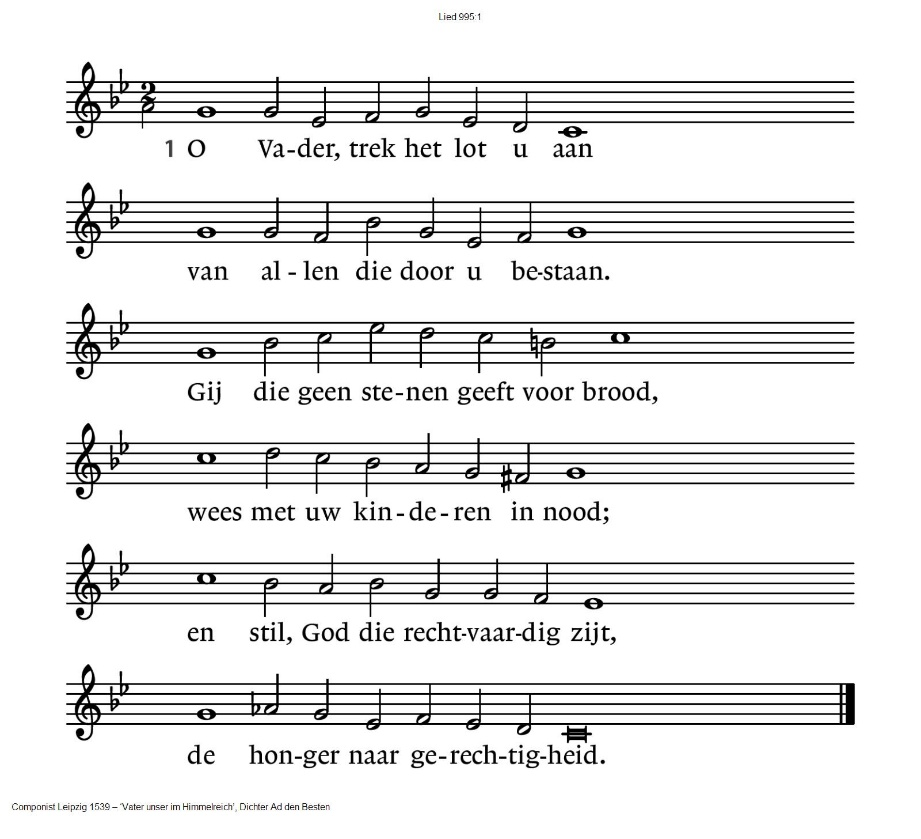 Lied 995:1
2
1 O Va-der, trek het lot u aan
van al-len die door u be-staan.
Gij die geen ste-nen geeft voor brood,
wees met uw kin-de-ren in nood;
en stil, God die recht-vaar-dig zijt,
de hon-ger naar ge-rech-tig-heid.
Componist Leipzig 1539 – 'Vater unser im Himmelreich', Dichter Ad den Besten